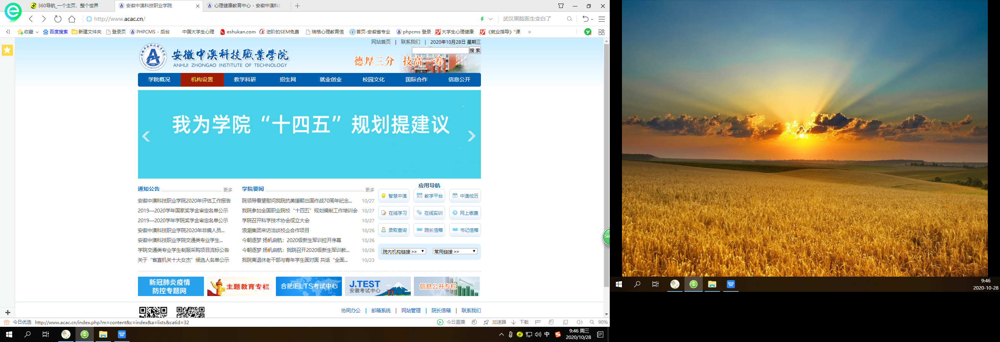 360导航_一个主页，整个世界
安徽中澳科技职业学院
心理健康教育中心 - 安徽中澳科技
http://www.acac.cn/
武汉黑脸医生变白了
收藏
百度搜索
新建文件夹
登录页
PHPCMS - 后台
中国大学生心理
eshukan.com
进阶的SEM免费
瑞格心理教育信
首页-安徽省专业
phpcms 登录
大学生心理健康
《就业指导》“课
»
网站首页 | 联系我们 | 2020年10月28日 星期三
搜 索
安徽中澳科技職業学院
ANHUI ZHONGAO INSTITUTE OF TECHNOLOGY
德厚三分 技高一筹
学院概况 机构设置 教学科研 招生网 就业创业 校园文化 国际合作 信息公开
我为学院“十四五”规划提建议
通知公告 更多
安徽中澳科技职业学院2020年评估工作报告
2019—2020学年国家奖学金审定名单公示
2019—2020学年学院奖学金审定名单公示
安徽中澳科技职业学院2020年非编人员...
安徽中澳科技职业学院交通类专业学生...
学院交通类专业学生制服采购项目流标公告
关于“省直机关十大女杰”候选人名单公示
学院要闻 更多
院领导看望慰问我院抗美援朝出国作战70周年纪念... 10/27
我院参加全国职业院校“十四五”规划编制工作培训会 10/27
学院召开科学技术协会成立大会 10/27
浪潮集团来访洽谈校企合作项目 10/26
今朝逐梦 扬帆启航：2020级新生军训拉开序幕 10/26
今朝逐梦 扬帆启航：我院召开2020级新生军训教... 10/26
我院离退休老干部与青年学生面对面 共话“全面... 10/23
应用导航
智慧中澳 教学平台 中澳校历
在线学习 在线实训 网上缴费
录取查询 院长信箱 书记信箱
院内机构链接 >> 常用链接 >>
新冠肺炎疫情
防控专题网
主题教育专栏
合肥IELTS考试中心
J.TEST
安徽考试中心
信息公开专栏
协同办公 | 邮箱系统 | 网站管理 | 院长信箱 | 联系我们
今日优选 http://www.acac.cn/index.php?m=content&c=index&a=lists&catid=32
今日直播 加速器 下载 90%
50
中
9:46 周三
2020/10/28
9:46
2020-10-28